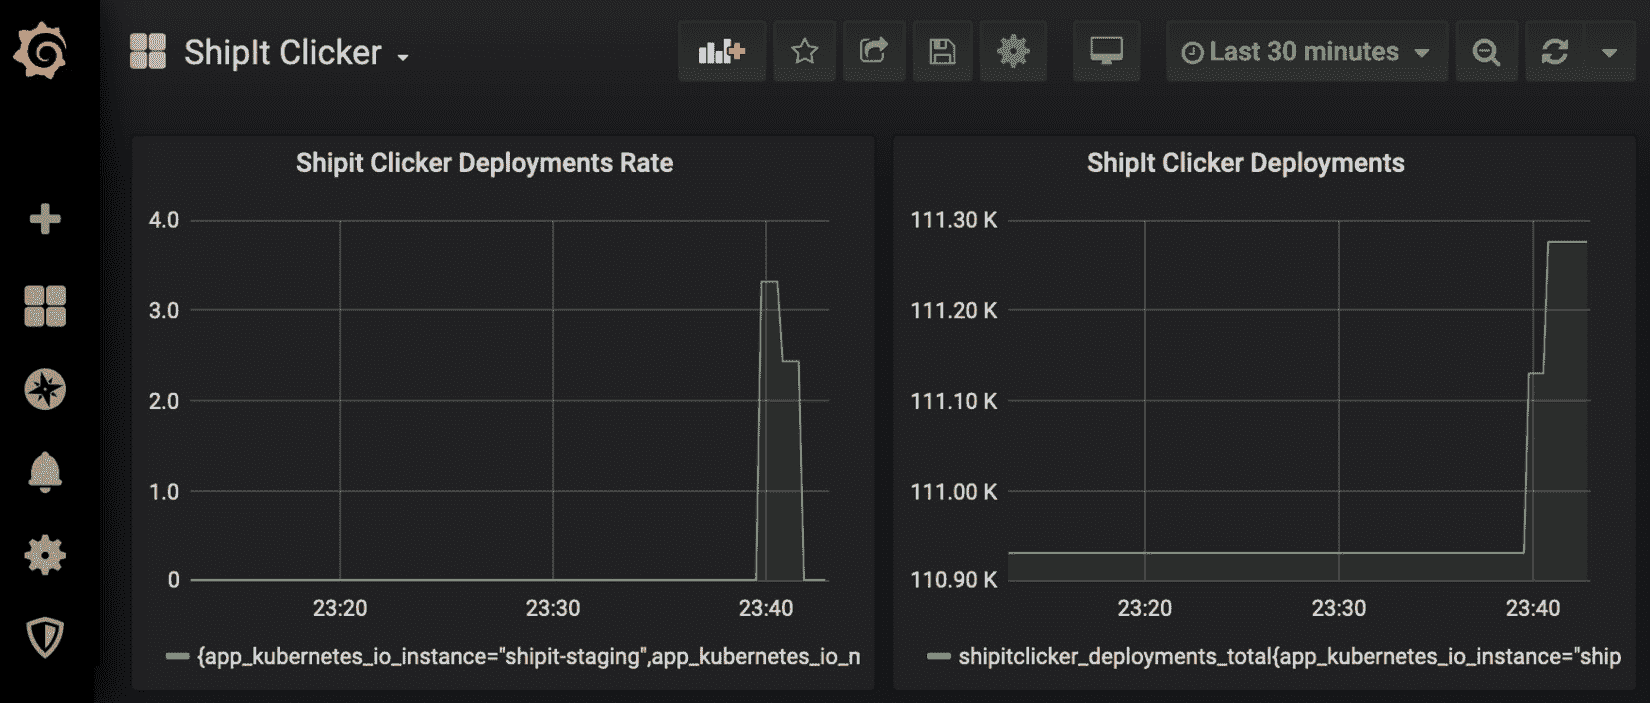 ShipIt Clicker
Last 30 minutes
Shipit Clicker Deployments Rate
4.0
3.0
2.0
1.0
0
23:20 23:30 23:40
{app_kubernetes_io_instance="shipit-staging",app_kubernetes_io_n
ShipIt Clicker Deployments
111.30 K
111.20 K
111.10 K
111.00 K
110.90 K
23:20 23:30 23:40
shipitclicker_deployments_total{app_kubernetes_io_instance="ship